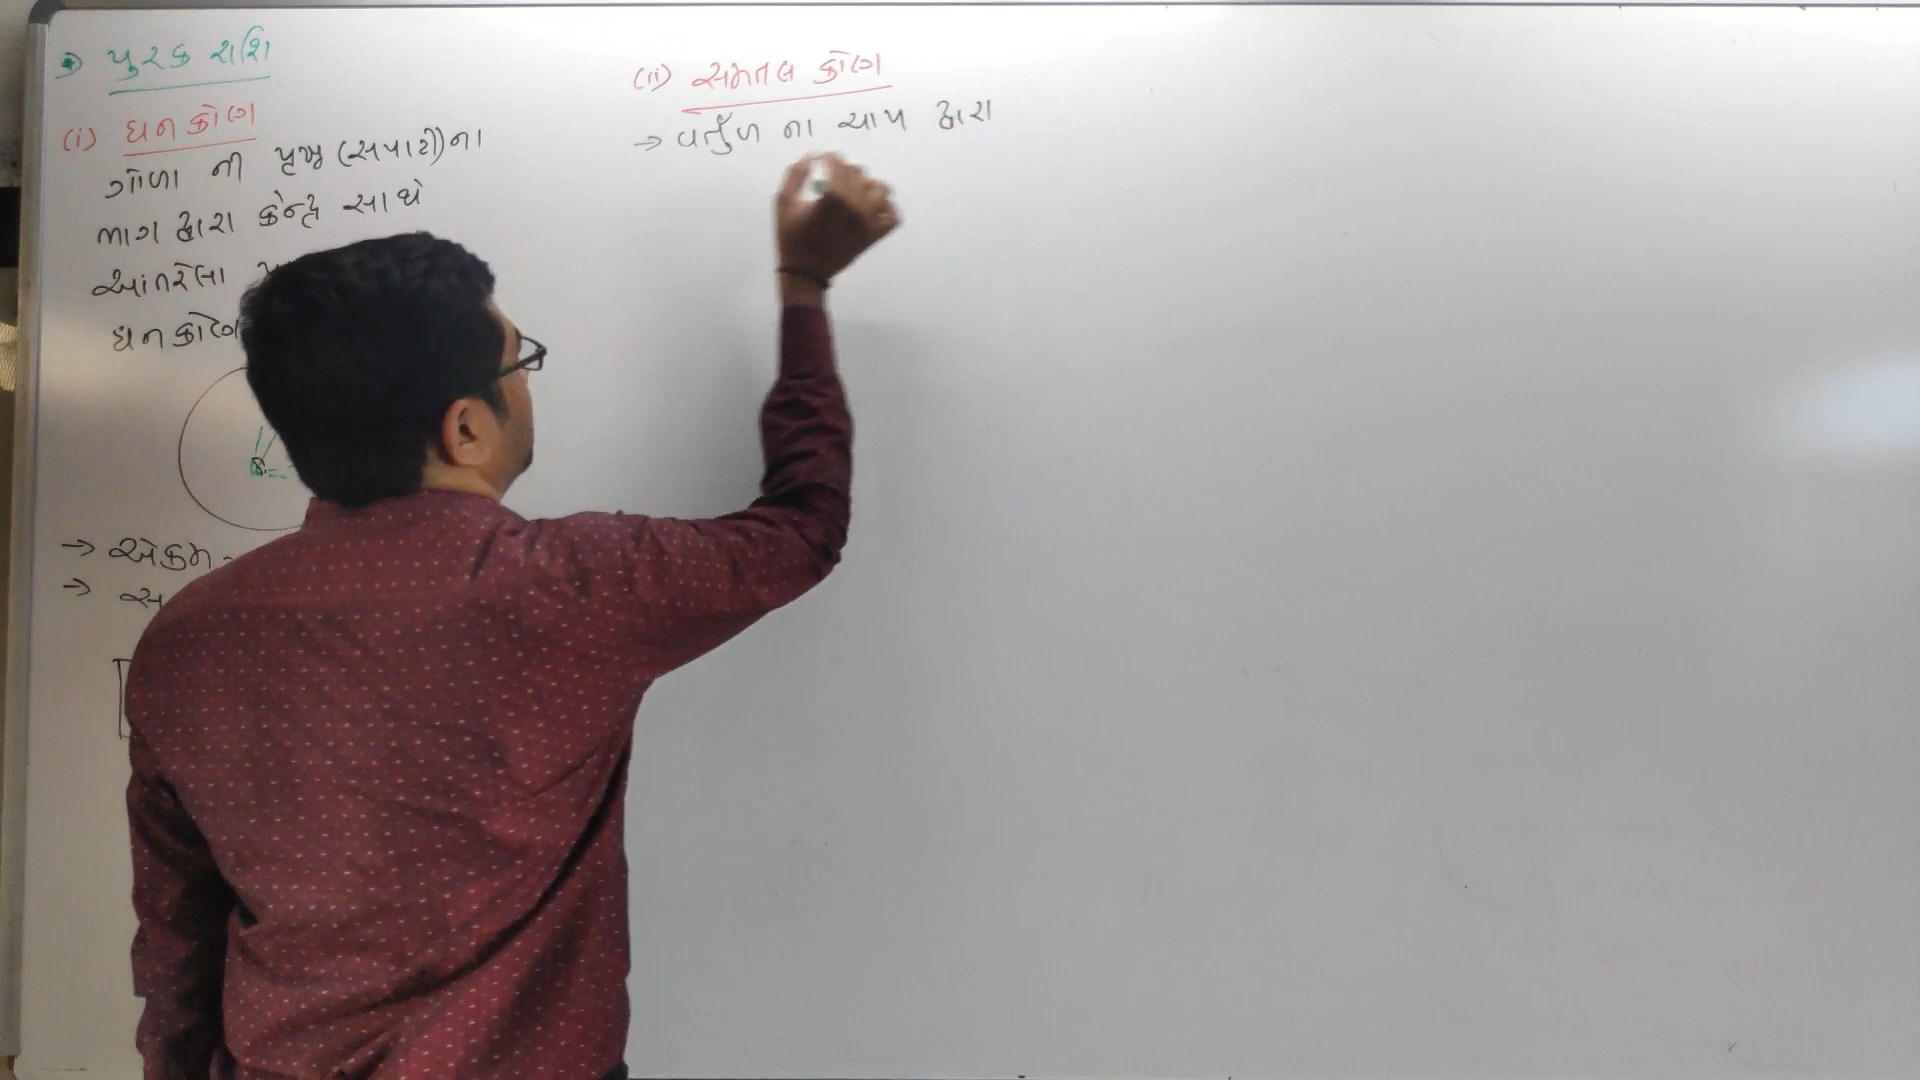 પુરક રાશિ
(i) ઘનકોણ
ગોળા ની પૃષ્ઠ (સપાટી)ના
ભાગ દ્વારા કેન્દ્ર સાથે
આંતરેલા
ઘનકોણ
→ એકમ -
→
(ii) સમતલ કોણ
→ વર્તુળ ના ચાપ દ્વારા